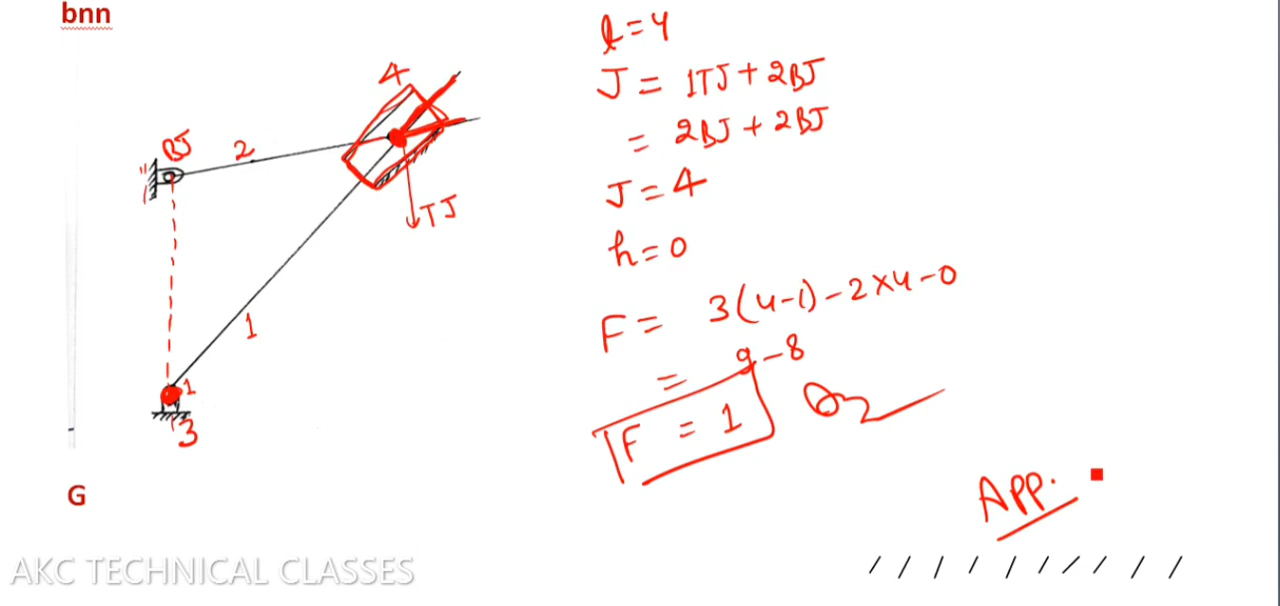 bnn
4
BJ
2
TJ
1
1
3
G
l = 4
J = 1TJ + 2BJ
= 2BJ + 2BJ
J = 4
h = 0
F = 3(4-1) - 2×4 - 0
= 9 - 8
F = 1
APP.
AKC TECHNICAL CLASSES